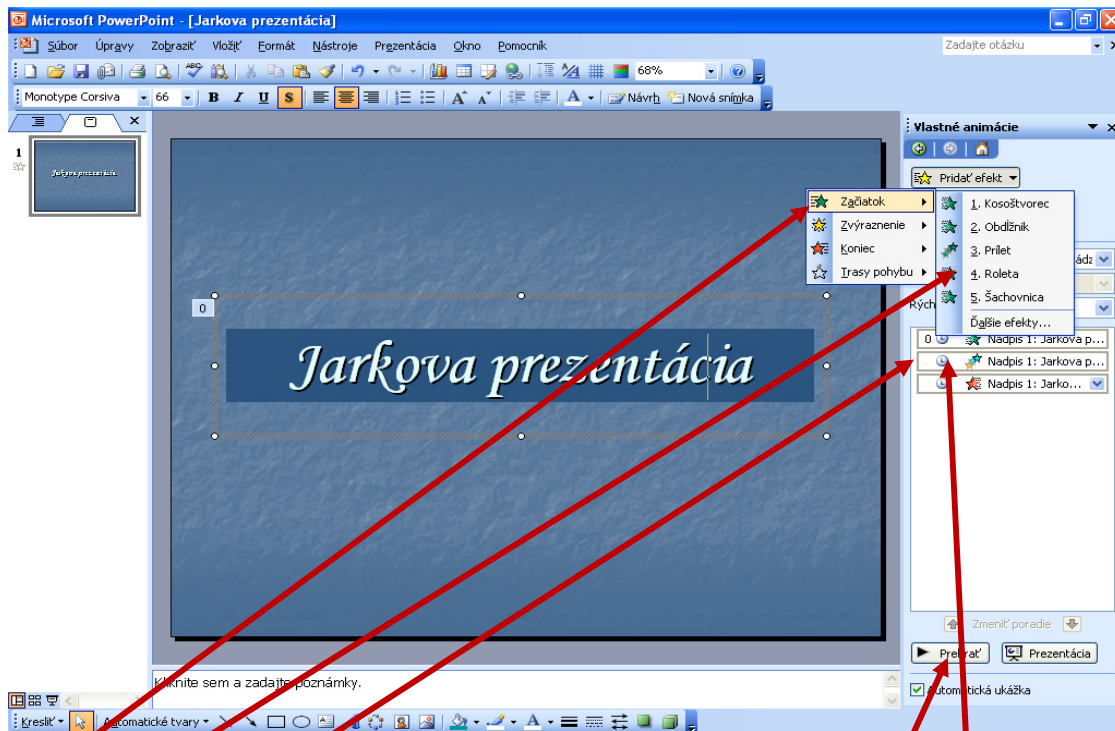 Microsoft PowerPoint - [Jarkova prezentácia]
Súbor Úpravy Zobraziť Vložiť Formát Nástroje Prezentácia Okno Pomocník
Zadajte otázku
68%
Monotype Corsiva 66 B I U S A A A Návrh Nová snímka
Vlastné animácie
1
Jarkova prezentácia
Pridať efekt
Začiatok
Zvýraznenie
Koniec
Trasy pohybu
1. Kosoštvorec
2. Obdĺžnik
3. Prílet
4. Roleta
5. Šachovnica
Ďalšie efekty...
Rých
0
Jarkova prezentácia
0 Nadpis 1: Jarkova p...
Nadpis 1: Jarkova p...
Nadpis 1: Jarko...
Zmeniť poradie
Prehrať Prezentácia
Automatická ukážka
Kliknite sem a zadajte poznámky.
Kresliť Automatické tvary